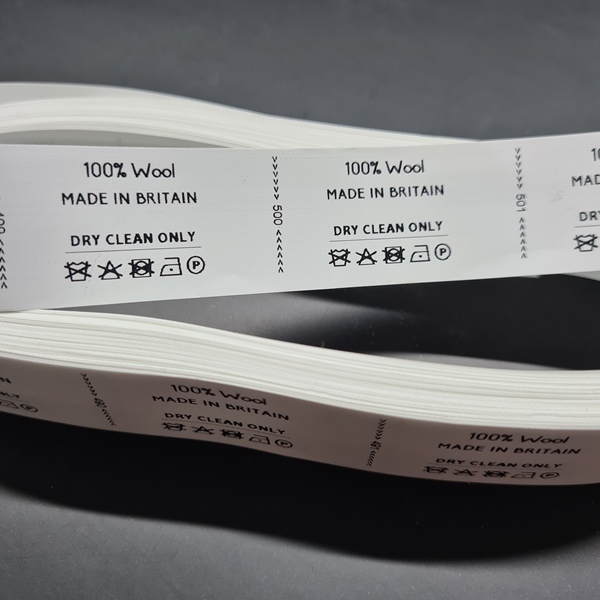 100% Wool
MADE IN BRITAIN
DRY CLEAN ONLY
P
>>>>>> 500 <<<<<<
100% Wool
MADE IN BRITAIN
DRY CLEAN ONLY
P
>>>>>> 501 <<<<<<
DR
100% Wool
MADE IN BRITAIN
DRY CLEAN ONLY
100% Wool
MADE IN BRITAIN
DRY CLEAN ONLY